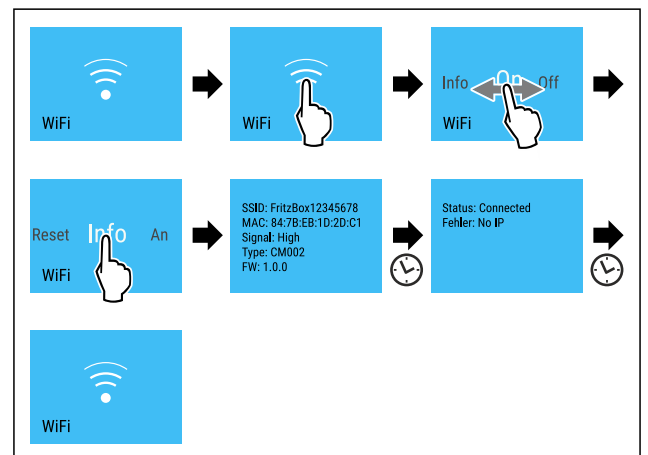 WiFi
WiFi
Info On Off
WiFi
Reset Info An
WiFi
SSID: FritzBox12345678
MAC: 84:7B:EB:1D:2D:C1
Signal: High
Type: CM002
FW: 1.0.0
Status: Connected
Fehler: No IP
WiFi